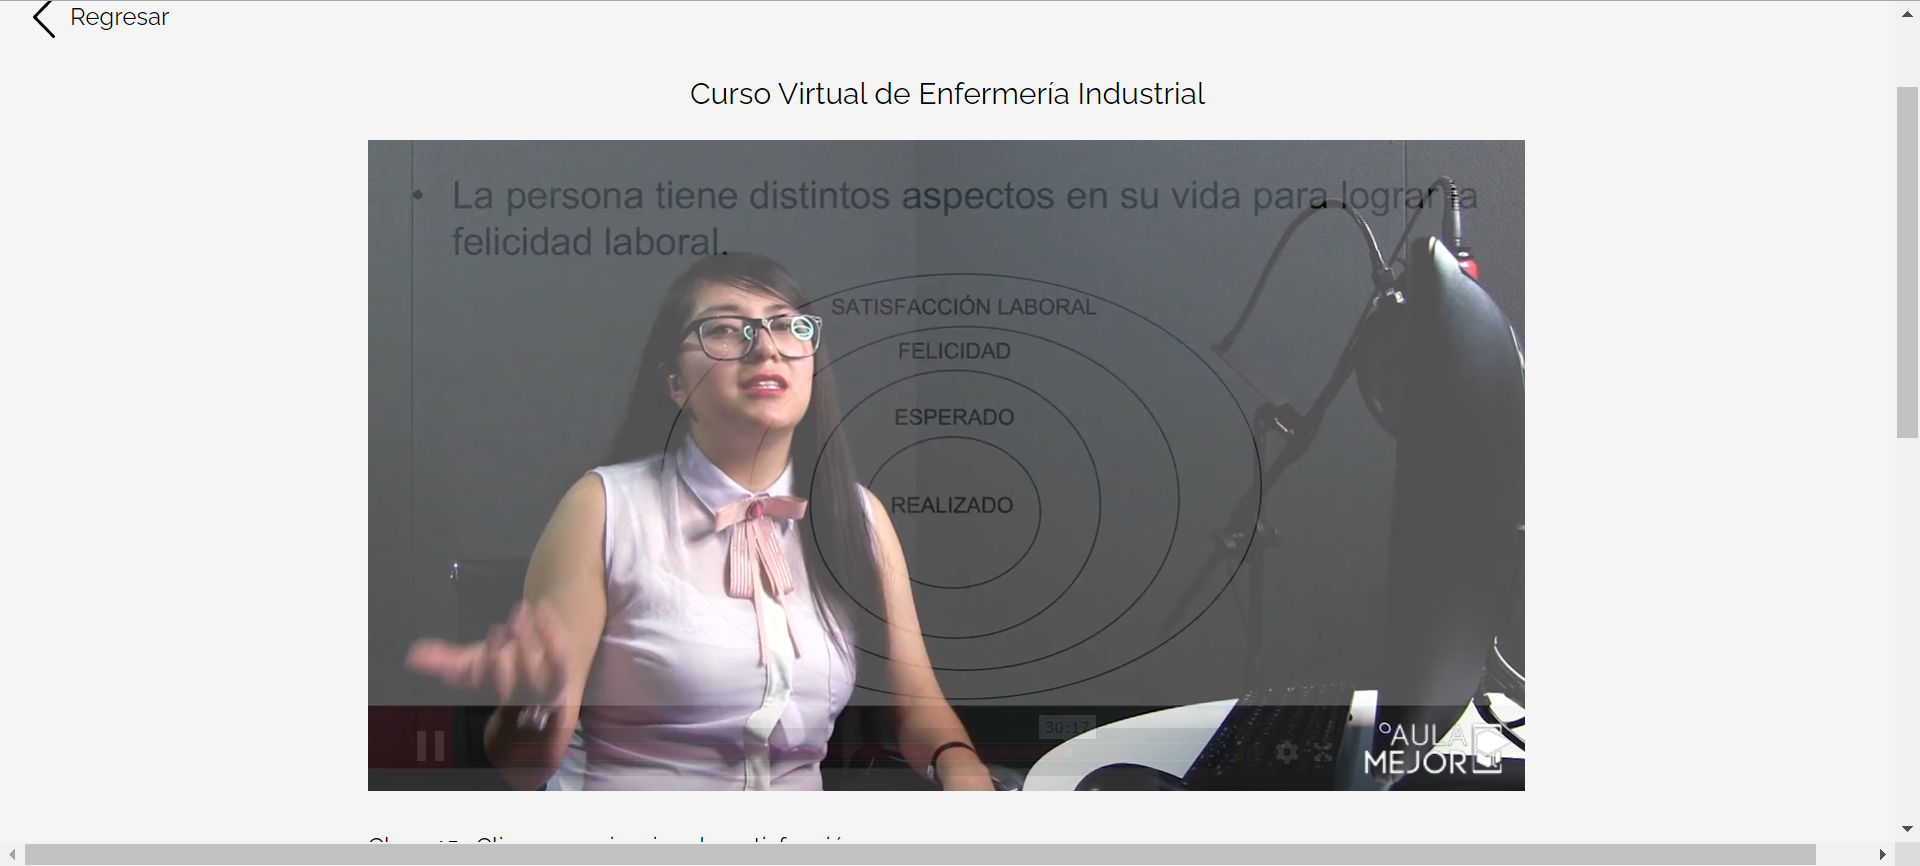 Regresar
Curso Virtual de Enfermería Industrial
• La persona tiene distintos aspectos en su vida para lograr la
felicidad laboral.
SATISFACCIÓN LABORAL
FELICIDAD
ESPERADO
REALIZADO
30:17
AULA
MEJOR